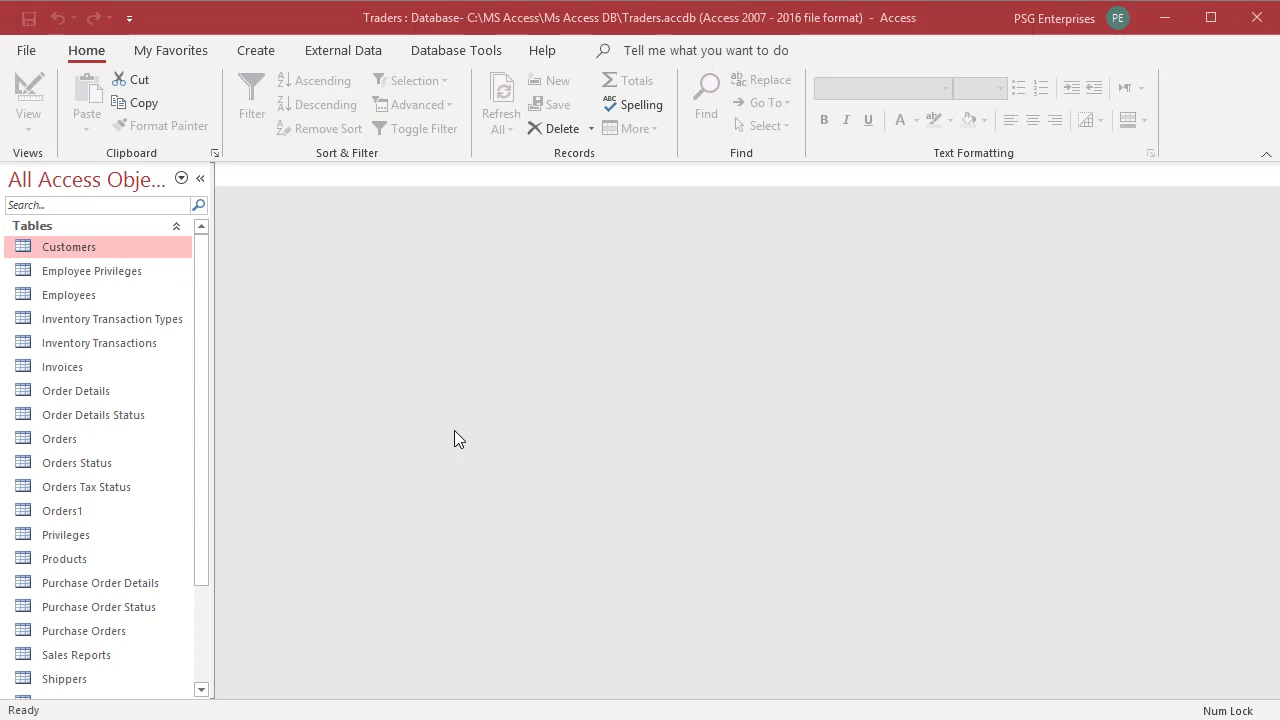 Traders : Database- C:\MS Access\Ms Access DB\Traders.accdb (Access 2007 - 2016 file format) - Access
PSG Enterprises PE
File Home My Favorites Create External Data Database Tools Help Tell me what you want to do
View
Views
Paste
Cut
Copy
Format Painter
Clipboard
Filter
Ascending
Descending
Remove Sort
Selection
Advanced
Toggle Filter
Sort & Filter
Refresh
All
New
Save
Delete
Totals
Spelling
More
Records
Find
Replace
Go To
Select
Find
B I U A
Text Formatting
All Access Obje...
Search...
Tables
Customers
Employee Privileges
Employees
Inventory Transaction Types
Inventory Transactions
Invoices
Order Details
Order Details Status
Orders
Orders Status
Orders Tax Status
Orders1
Privileges
Products
Purchase Order Details
Purchase Order Status
Purchase Orders
Sales Reports
Shippers
Ready
Num Lock